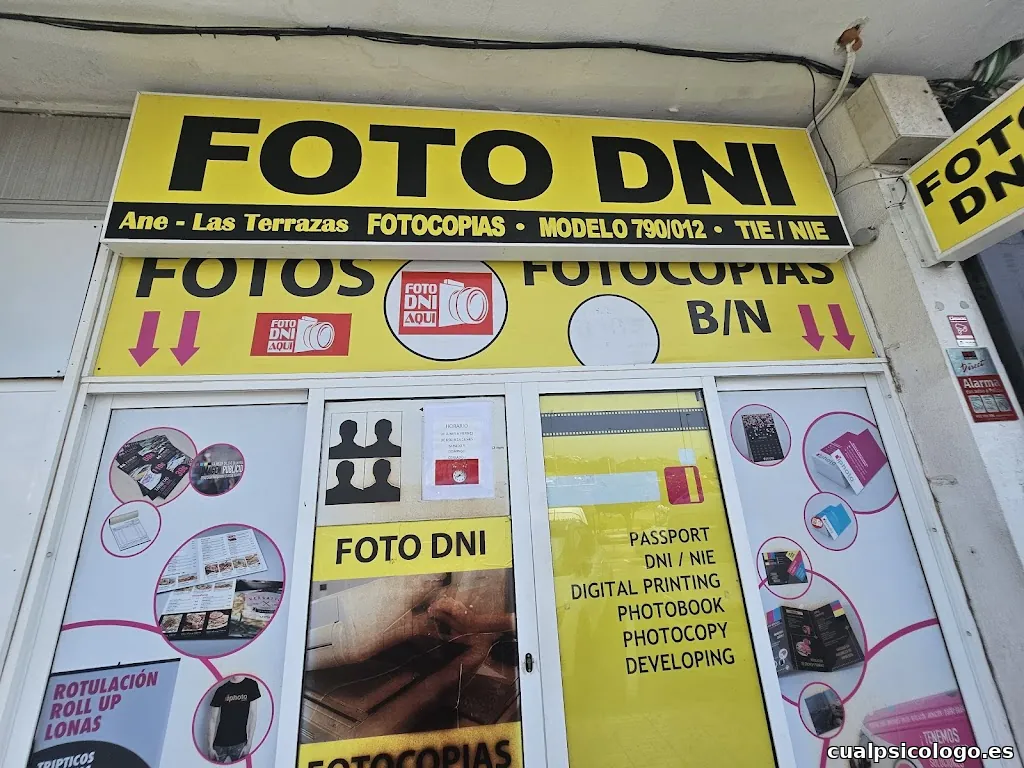 FOTO DNI
Ane - Las Terrazas FOTOCOPIAS • MODELO 790/012 • TIE / NIE
FOTO
DNI
FOTOS
FOTO
DNI
AQUI
FOTO
DNI
AQUI
FOTOCOPIAS
B/N
Alarma
HORARIO
FOTO DNI
FOTOCOPIAS
PASSPORT
DNI / NIE
DIGITAL PRINTING
PHOTOBOOK
PHOTOCOPY
DEVELOPING
ROTULACIÓN
ROLL UP
LONAS
TRIPTICOS
¡TENEMOS
cualpsicologo.es